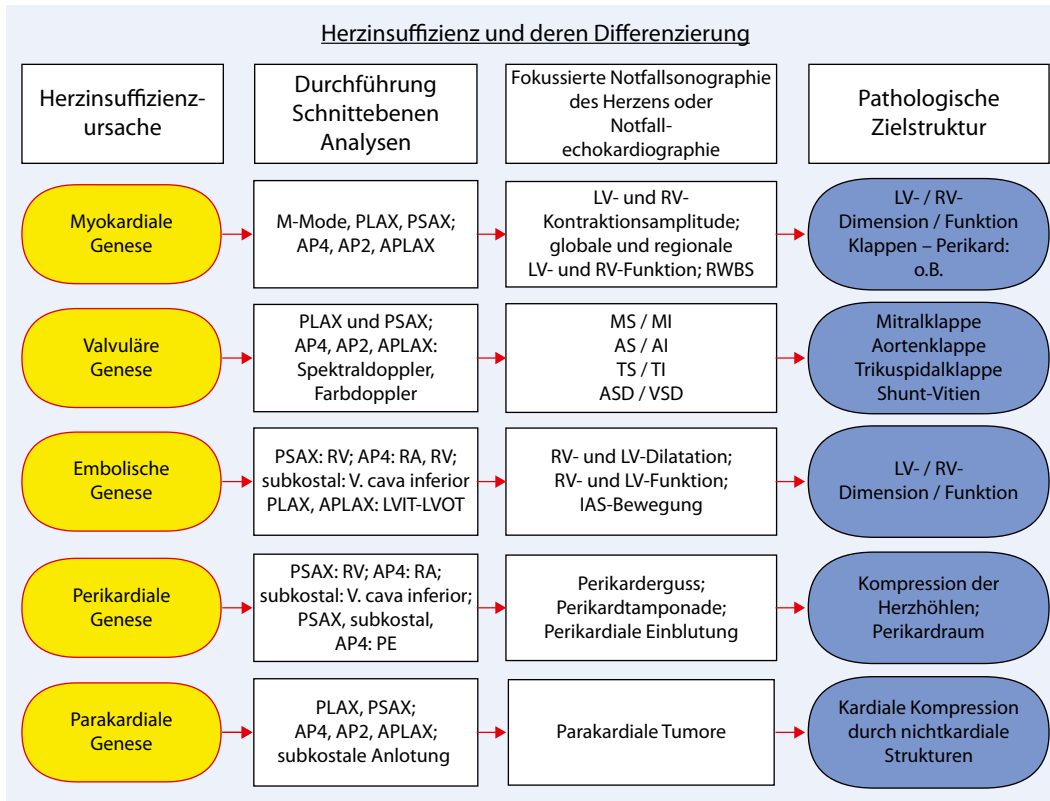 Herzinsuffizienz und deren Differenzierung
Herzinsuffizienz-
ursache
Durchführung
Schnittebenen
Analysen
Fokussierte Notfallsonographie
des Herzens oder
Notfall-
echokardiographie
Pathologische
Zielstruktur
Myokardiale
Genese
M-Mode, PLAX, PSAX;
AP4, AP2, APLAX
LV- und RV-
Kontraktionsamplitude;
globale und regionale
LV- und RV-Funktion; RWBS
LV- / RV-
Dimension / Funktion
Klappen – Perikard:
o.B.
Valvuläre
Genese
PLAX und PSAX;
AP4, AP2, APLAX:
Spektraldoppler,
Farbdoppler
MS / MI
AS / AI
TS / TI
ASD / VSD
Mitralklappe
Aortenklappe
Trikuspidalklappe
Shunt-Vitien
Embolische
Genese
PSAX: RV; AP4: RA, RV;
subkostal: V. cava inferior
PLAX, APLAX: LVIT-LVOT
RV- und LV-Dilatation;
RV- und LV-Funktion;
IAS-Bewegung
LV- / RV-
Dimension / Funktion
Perikardiale
Genese
PSAX: RV; AP4: RA;
subkostal: V. cava inferior;
PSAX, subkostal,
AP4: PE
Perikarderguss;
Perikardtamponade;
Perikardiale Einblutung
Kompression der
Herzhöhlen;
Perikardraum
Parakardiale
Genese
PLAX, PSAX;
AP4, AP2, APLAX;
subkostale Anlotung
Parakardiale Tumore
Kardiale Kompression
durch nichtkardiale
Strukturen